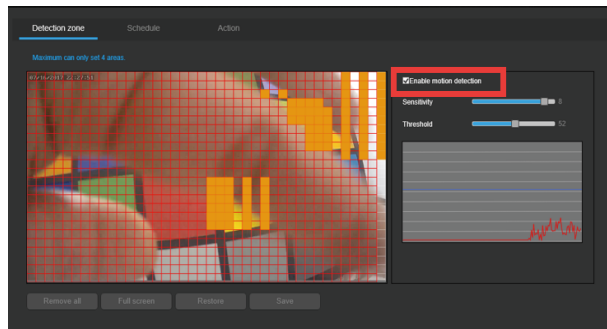 Detection zone Schedule Action
Maximum can only set 4 areas.
Enable motion detection
Sensitivity 8
Threshold 52
Remove all Full screen Restore Save